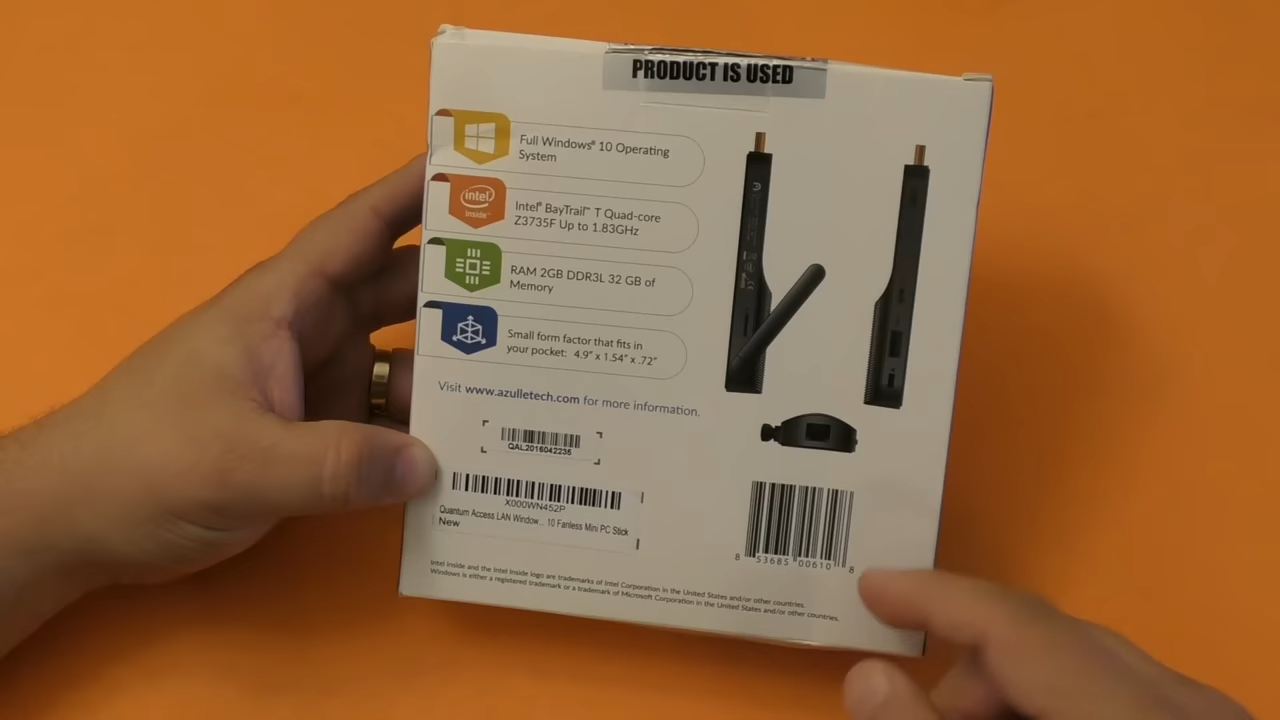 PRODUCT IS USED
Full Windows® 10 Operating
System
intel
inside™
Intel® BayTrail™ T Quad-core
Z3735F Up to 1.83GHz
RAM 2GB DDR3L 32 GB of
Memory
Small form factor that fits in
your pocket: 4.9" x 1.54" x .72"
Visit www.azulletech.com for more information.
QAL2016042235
X000WN452P
Quantum Access LAN Window... 10 Fanless Mini PC Stick
New
8 53685 00610 8
Intel Inside and the Intel Inside logo are trademarks of Intel Corporation in the United States and/or other countries.
Windows is either a registered trademark or a trademark of Microsoft Corporation in the United States and/or other countries.